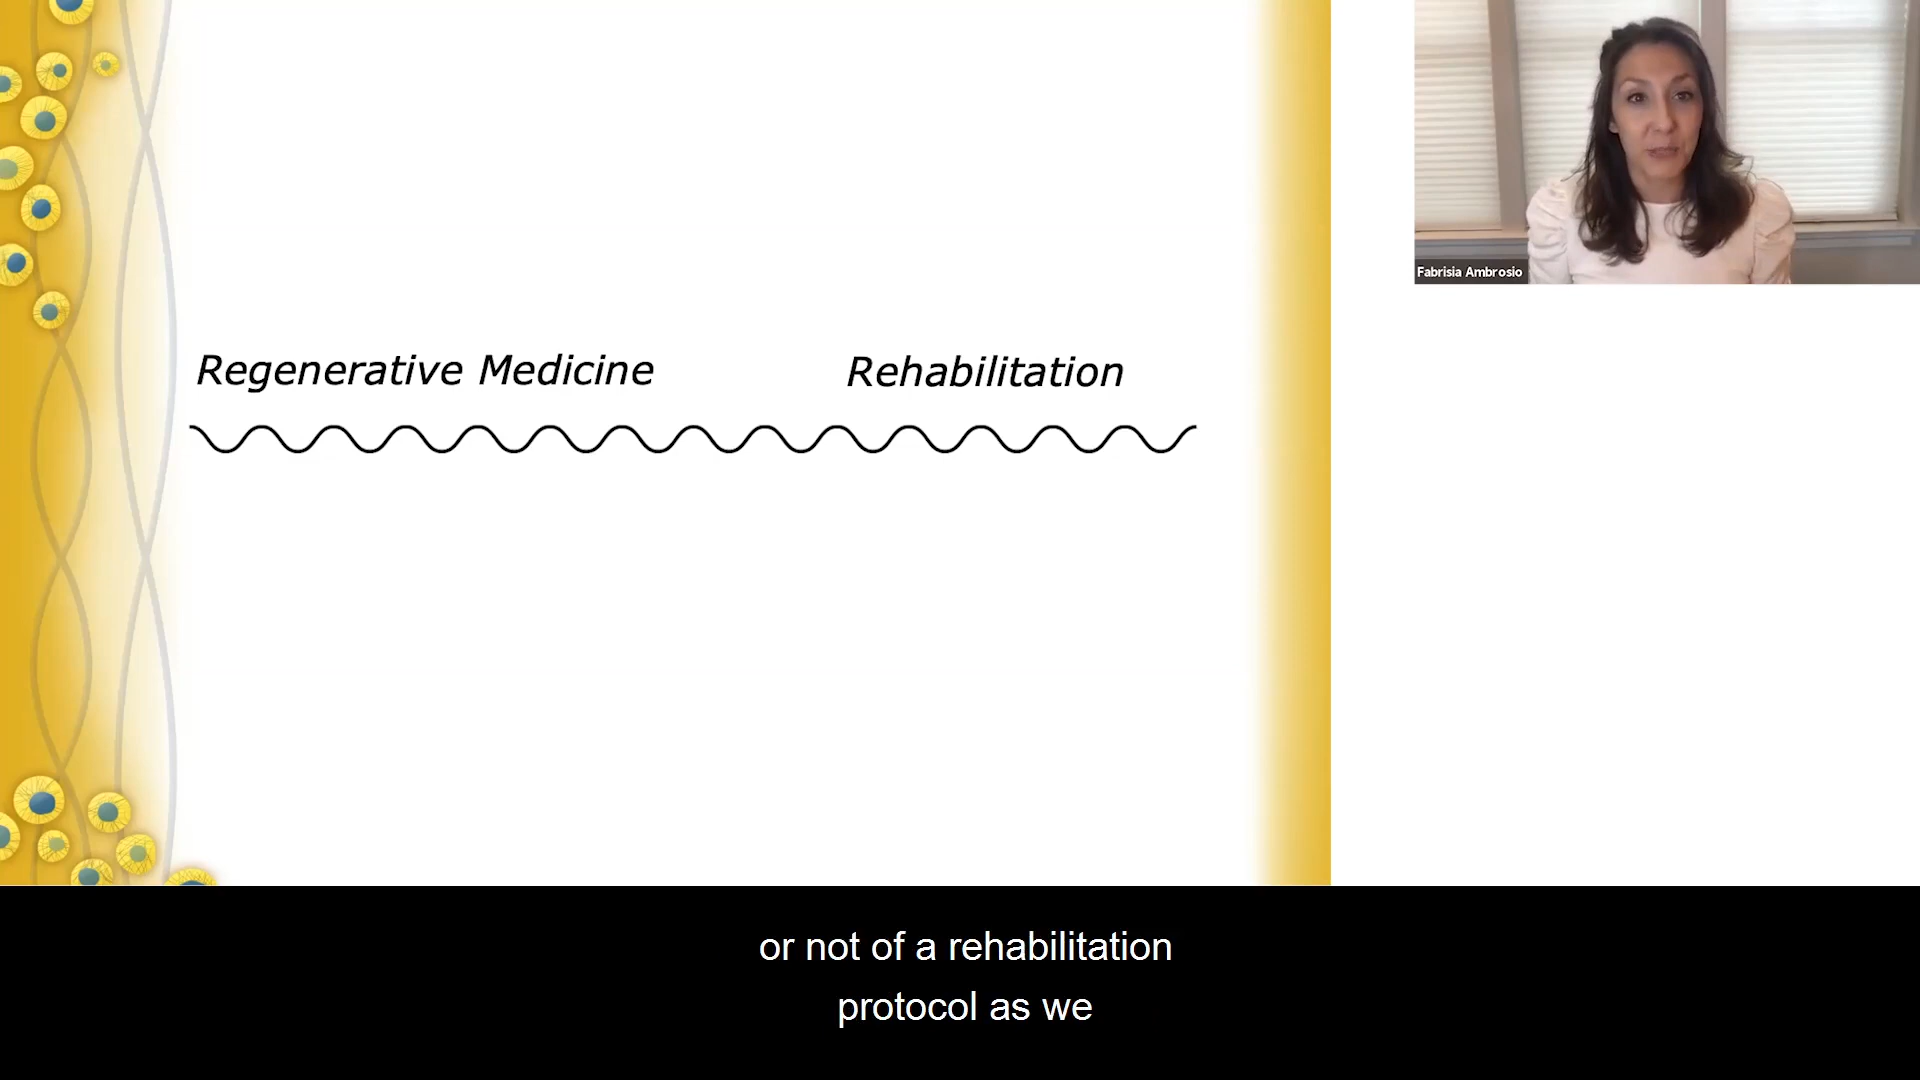 Fabrisia Ambrosio
Regenerative Medicine
Rehabilitation
or not of a rehabilitation
protocol as we